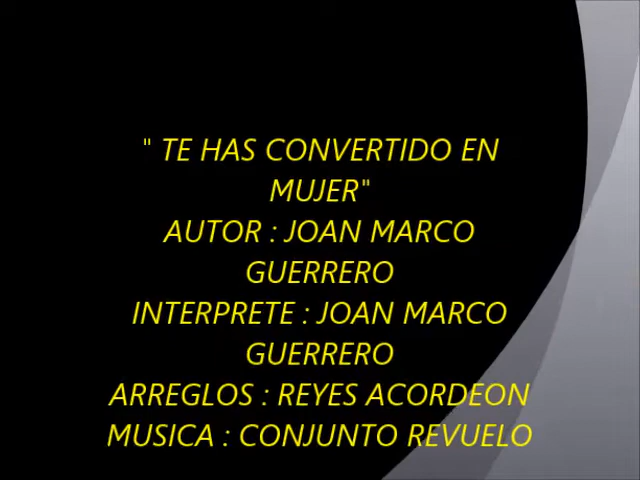 " TE HAS CONVERTIDO EN
MUJER"
AUTOR : JOAN MARCO
GUERRERO
INTERPRETE : JOAN MARCO
GUERRERO
ARREGLOS : REYES ACORDEON
MUSICA : CONJUNTO REVUELO